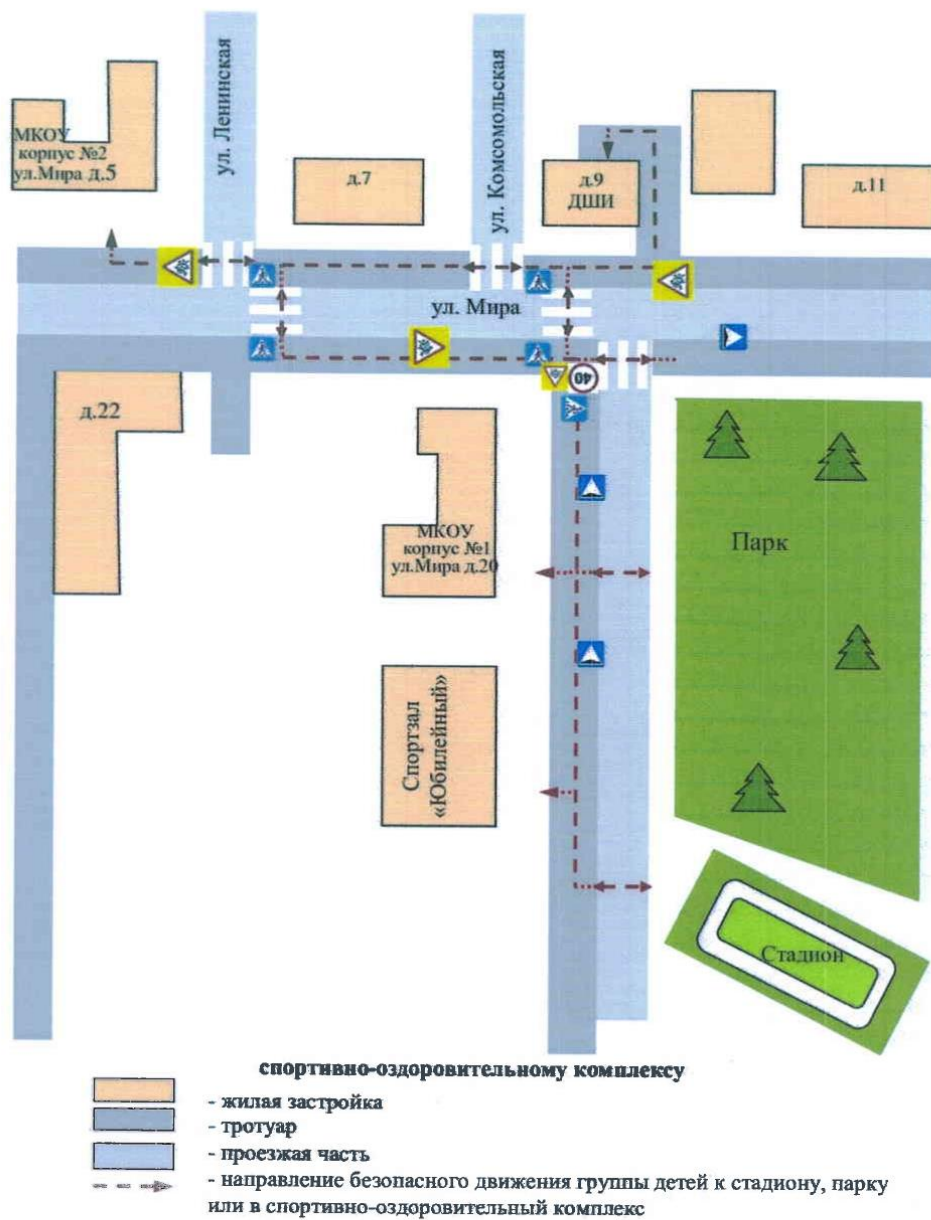 ул. Ленинская
ул. Комсомольская
МКОУ
корпус №2
ул.Мира д.5
д.7
д.9
ДШИ
д.11
ул. Мира
40
д.22
МКОУ
корпус №1
ул.Мира д.20
Парк
Спортзал
«Юбилейный»
Стадион
спортивно-оздоровительному комплексу
- жилая застройка
- тротуар
- проезжая часть
- направление безопасного движения группы детей к стадиону, парку
или в спортивно-оздоровительный комплекс